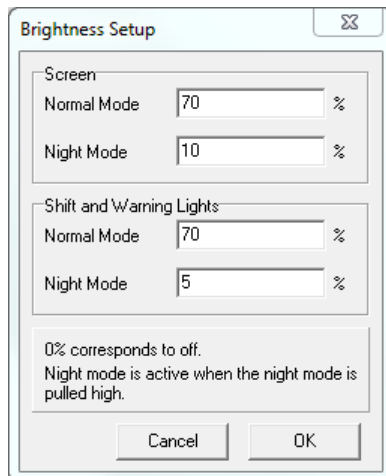 Brightness Setup
Screen
Normal Mode 70 %
Night Mode 10 %
Shift and Warning Lights
Normal Mode 70 %
Night Mode 5 %
0% corresponds to off.
Night mode is active when the night mode is
pulled high.
Cancel OK